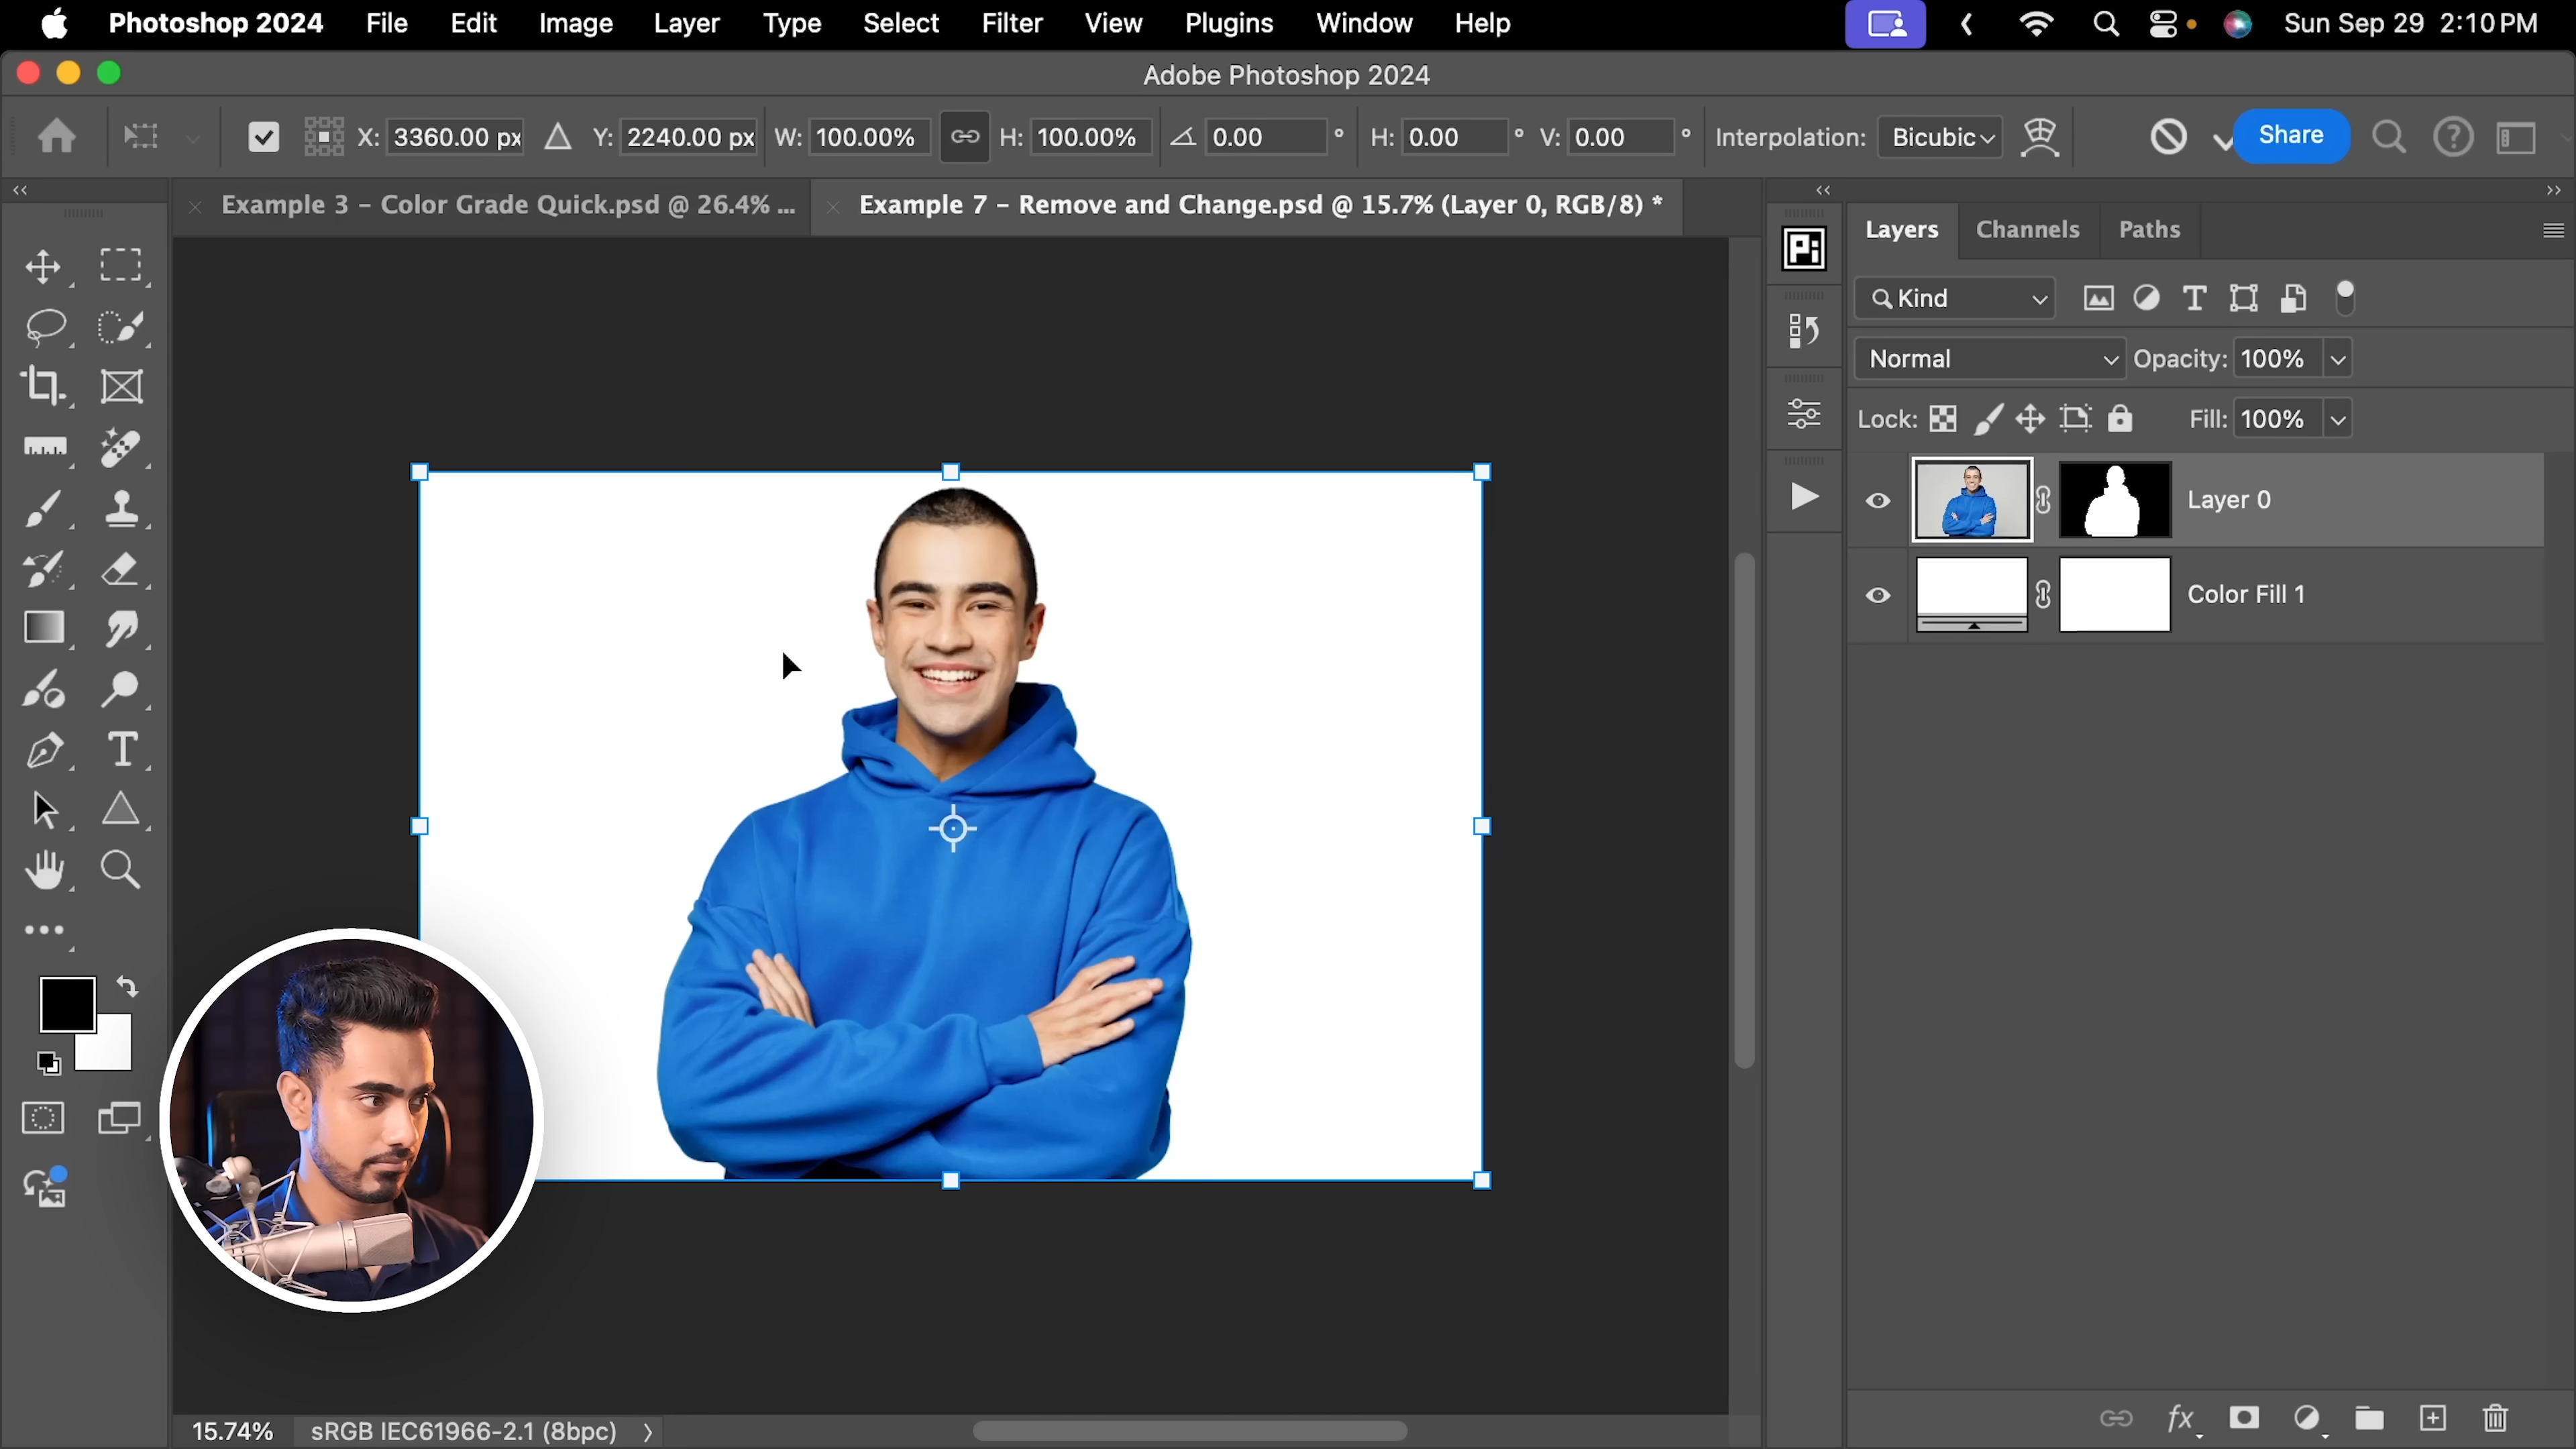 Photoshop 2024 File Edit Image Layer Type Select Filter View Plugins Window Help Sun Sep 29 2:10 PM
Adobe Photoshop 2024
X: 3360.00 px Y: 2240.00 px W: 100.00% H: 100.00% 0.00 ° H: 0.00 ° V: 0.00 ° Interpolation: Bicubic Share
Example 3 – Color Grade Quick.psd @ 26.4% ... Example 7 – Remove and Change.psd @ 15.7% (Layer 0, RGB/8) *
Layers Channels Paths
Pi
Kind
Normal Opacity: 100%
Lock: Fill: 100%
Layer 0
Color Fill 1
fx
15.74% sRGB IEC61966-2.1 (8bpc)